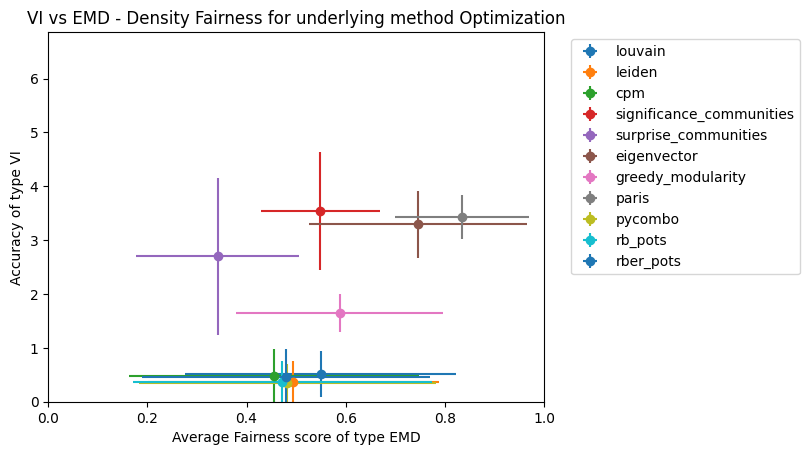 VI vs EMD - Density Fairness for underlying method Optimization
Accuracy of type VI
6
5
4
3
2
1
0
0.0 0.2 0.4 0.6 0.8 1.0
Average Fairness score of type EMD
louvain
leiden
cpm
significance_communities
surprise_communities
eigenvector
greedy_modularity
paris
pycombo
rb_pots
rber_pots